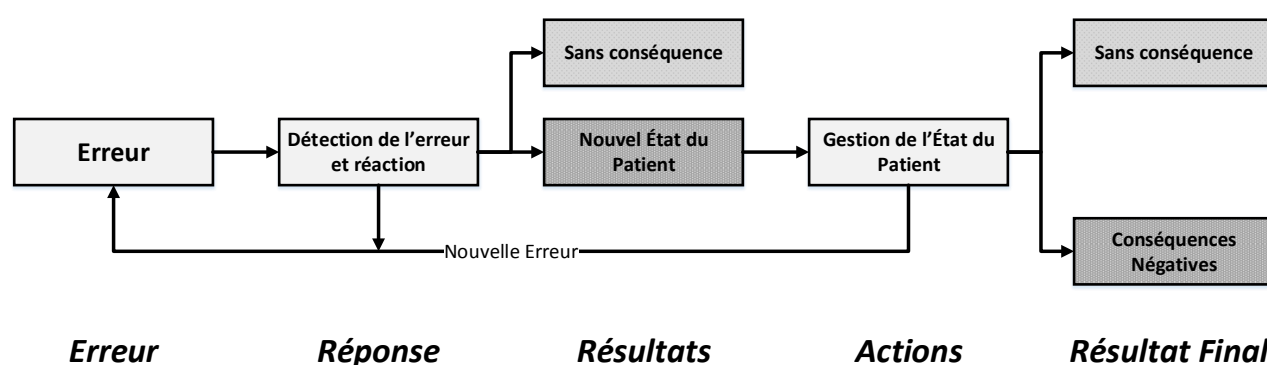 Sans conséquence
Sans conséquence
Erreur
Détection de l'erreur
et réaction
Nouvel État du
Patient
Gestion de l'État du
Patient
Nouvelle Erreur
Conséquences
Négatives
Erreur
Réponse
Résultats
Actions
Résultat Final